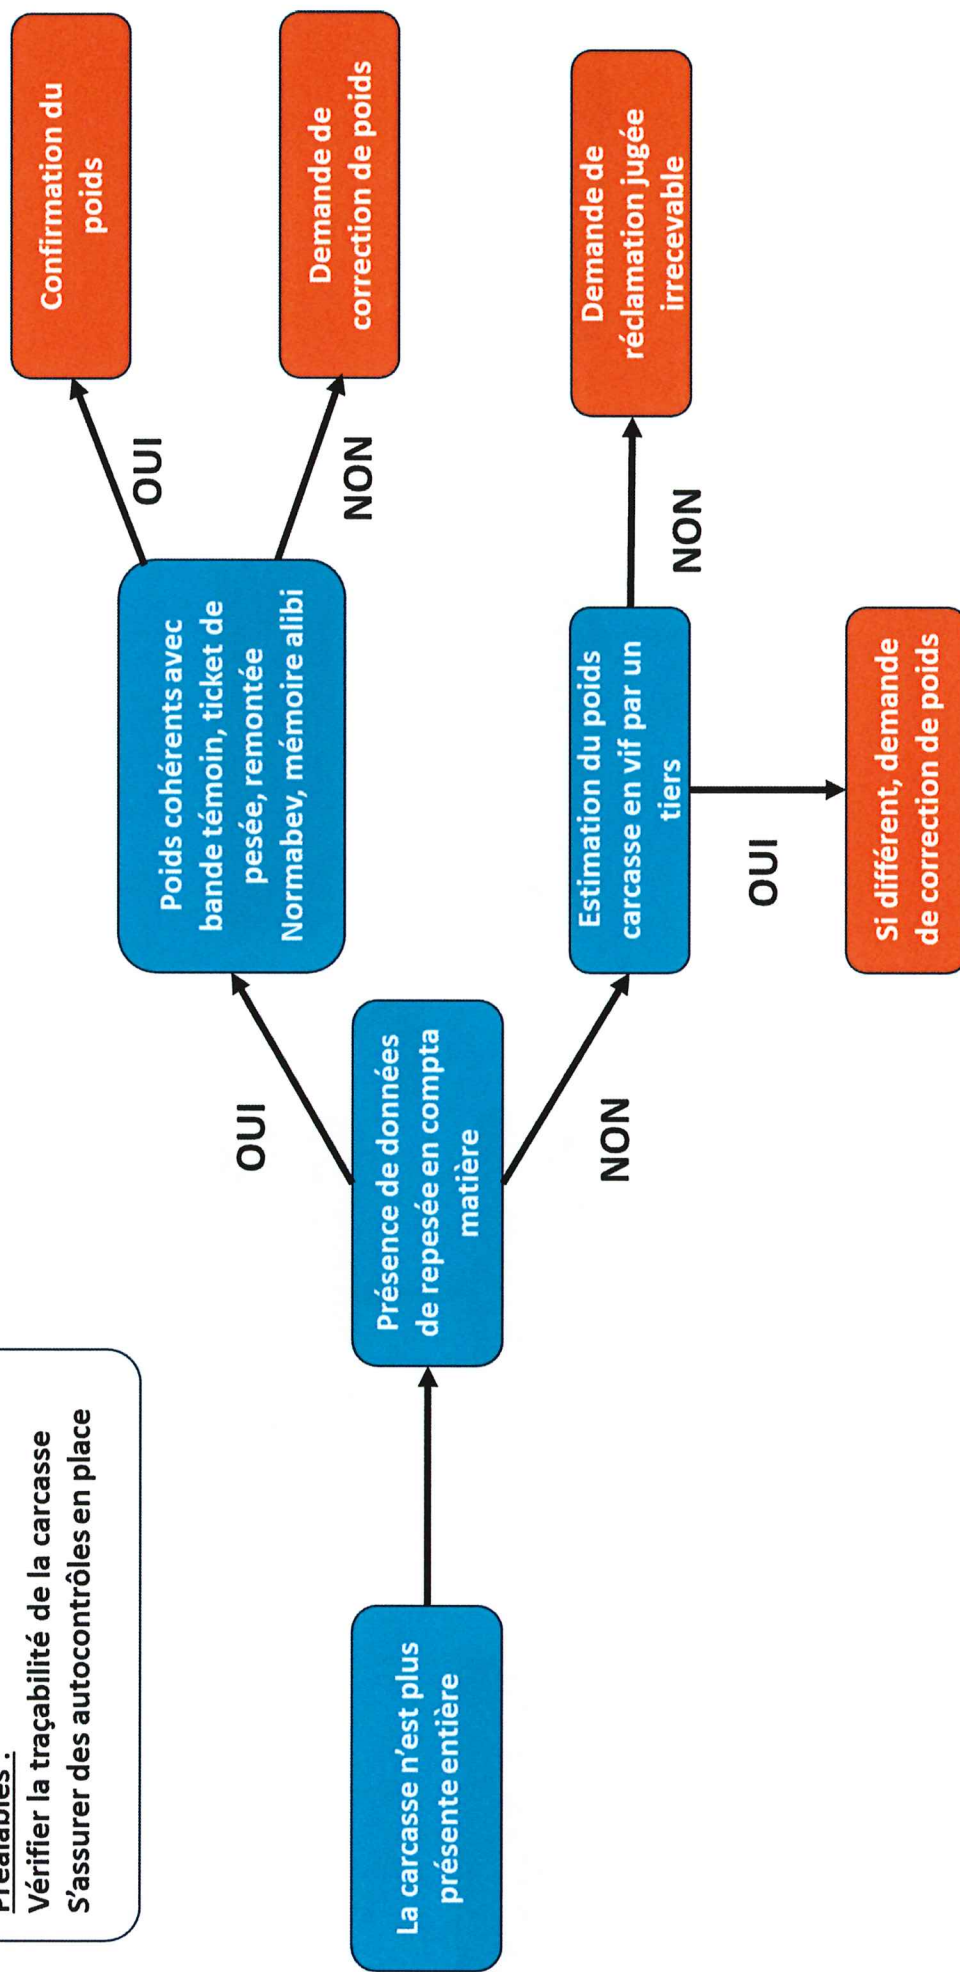 Préalables :
Vérifier la traçabilité de la carcasse
S'assurer des autocontrôles en place
La carcasse n'est plus
présente entière
Présence de données
de repesée en compta
matière
OUI
NON
Poids cohérents avec
bande témoin, ticket de
pesée, remontée
Normabev, mémoire alibi
OUI
NON
Confirmation du
poids
Demande de
correction de poids
Estimation du poids
carcasse en vif par un
tiers
NON
OUI
Demande de
réclamation jugée
irrecevable
Si différent, demande
de correction de poids